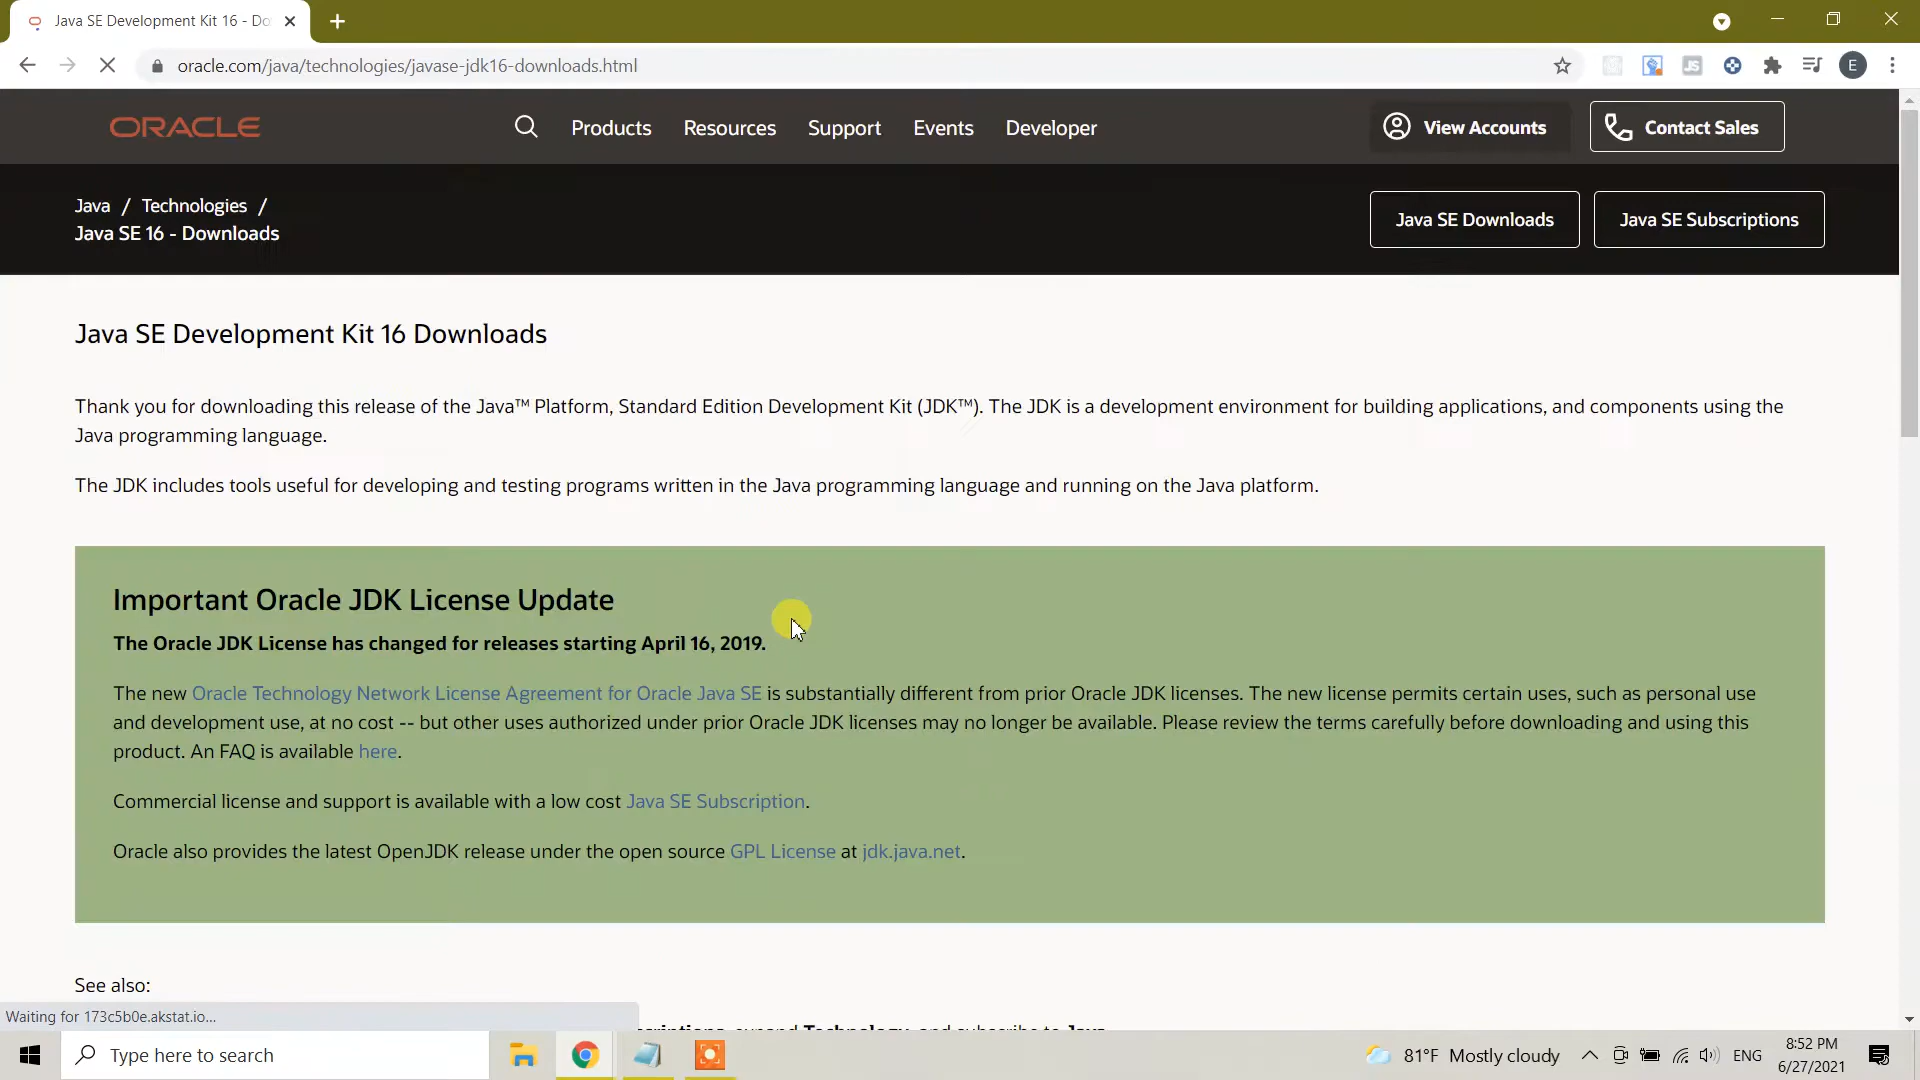 Java SE Development Kit 16 - Do
oracle.com/java/technologies/javase-jdk16-downloads.html
JS
E
ORACLE
Products
Resources
Support
Events
Developer
View Accounts
Contact Sales
Java / Technologies /
Java SE 16 - Downloads
Java SE Downloads
Java SE Subscriptions
Java SE Development Kit 16 Downloads
Thank you for downloading this release of the Java™ Platform, Standard Edition Development Kit (JDK™). The JDK is a development environment for building applications, and components using the
Java programming language.
The JDK includes tools useful for developing and testing programs written in the Java programming language and running on the Java platform.
Important Oracle JDK License Update
The Oracle JDK License has changed for releases starting April 16, 2019.
The new Oracle Technology Network License Agreement for Oracle Java SE is substantially different from prior Oracle JDK licenses. The new license permits certain uses, such as personal use
and development use, at no cost -- but other uses authorized under prior Oracle JDK licenses may no longer be available. Please review the terms carefully before downloading and using this
product. An FAQ is available here.
Commercial license and support is available with a low cost Java SE Subscription.
Oracle also provides the latest OpenJDK release under the open source GPL License at jdk.java.net.
See also:
Waiting for 173c5b0e.akstat.io...
Type here to search
81°F Mostly cloudy
ENG
8:52 PM
6/27/2021